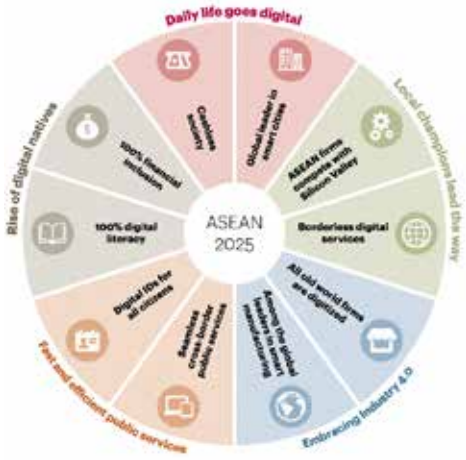 Daily life goes digital
Cashless
society
Global leader in
smart cities
Local champions lead the way
ASEAN firms
compete with
Silicon Valley
Borderless digital
services
Embracing Industry 4.0
All old world firms
are digitized
Among the global
leaders in smart
manufacturing
Fast and efficient public services
Seamless
cross-border
public services
Digital IDs for
all citizens
Rise of digital natives
100% digital
literacy
100% financial
inclusion
ASEAN
2025